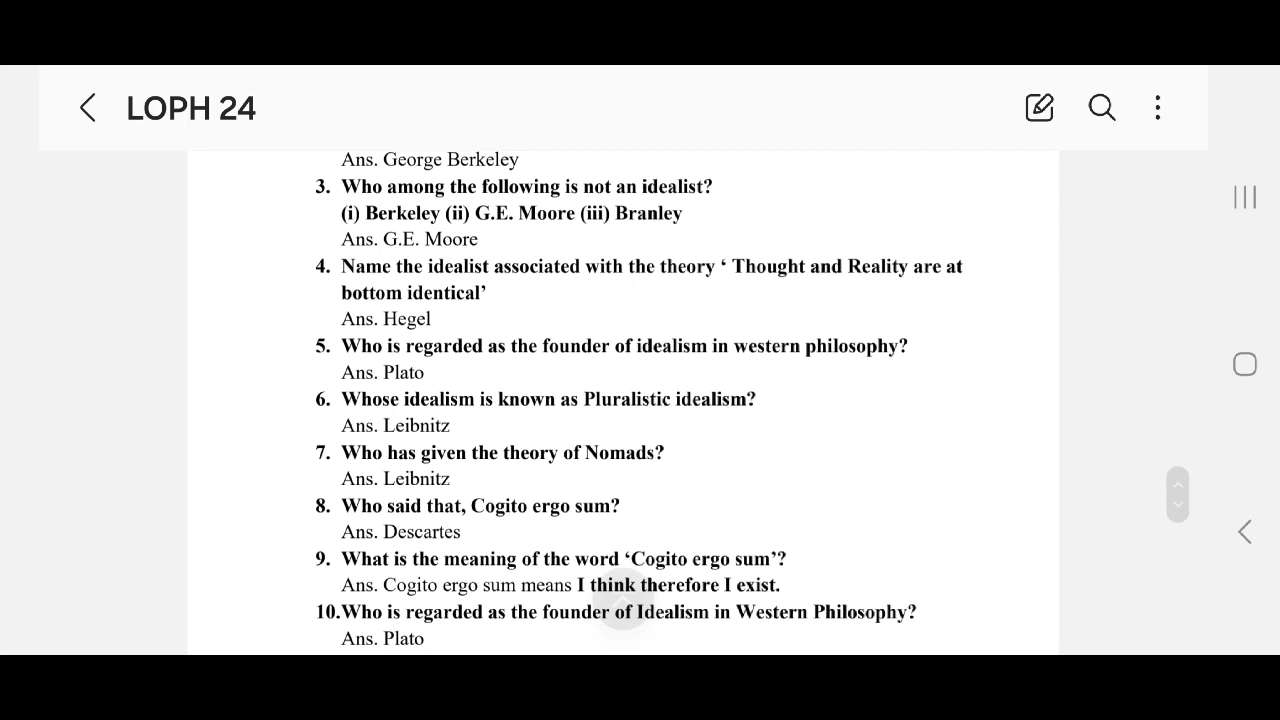 LOPH 24
Ans. George Berkeley
3. Who among the following is not an idealist?
(i) Berkeley (ii) G.E. Moore (iii) Branley
Ans. G.E. Moore
4. Name the idealist associated with the theory ‘ Thought and Reality are at
bottom identical’
Ans. Hegel
5. Who is regarded as the founder of idealism in western philosophy?
Ans. Plato
6. Whose idealism is known as Pluralistic idealism?
Ans. Leibnitz
7. Who has given the theory of Nomads?
Ans. Leibnitz
8. Who said that, Cogito ergo sum?
Ans. Descartes
9. What is the meaning of the word ‘Cogito ergo sum’?
Ans. Cogito ergo sum means I think therefore I exist.
10.Who is regarded as the founder of Idealism in Western Philosophy?
Ans. Plato